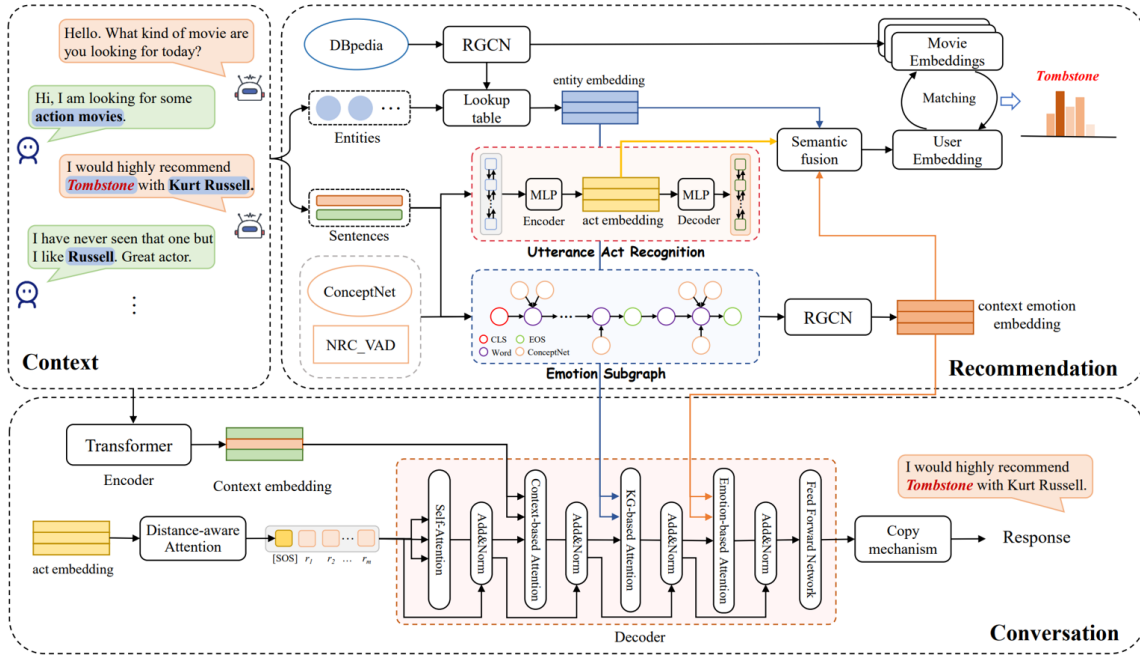 Hello. What kind of movie are
you looking for today?
Hi, I am looking for some
action movies.
I would highly recommend
Tombstone with Kurt Russell.
I have never seen that one but
I like Russell. Great actor.
⋮
Context
DBpedia
RGCN
Movie
Embeddings
entity embedding
Lookup
table
Entities
Matching
Tombstone
Semantic
fusion
User
Embedding
MLP
Encoder
act embedding
MLP
Decoder
Sentences
Utterance Act Recognition
ConceptNet
NRC_VAD
CLS
EOS
Word
ConceptNet
Emotion Subgraph
RGCN
context emotion
embedding
Recommendation
Transformer
Encoder
Context embedding
act embedding
Distance-aware
Attention
[SOS] r1 r2 ... rm
Self-Attention
Add&Norm
Context-based Attention
Add&Norm
KG-based Attention
Add&Norm
Emotion-based Attention
Add&Norm
Feed Forward Network
Decoder
I would highly recommend
Tombstone with Kurt Russell.
Copy
mechanism
Response
Conversation